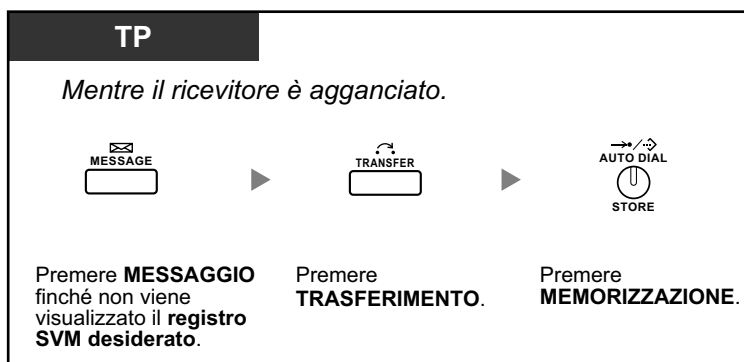 TP
Mentre il ricevitore è agganciato.
MESSAGE
TRANSFER
AUTO DIAL
STORE
Premere MESSAGGIO
finché non viene
visualizzato il registro
SVM desiderato.
Premere
TRASFERIMENTO.
Premere
MEMORIZZAZIONE.